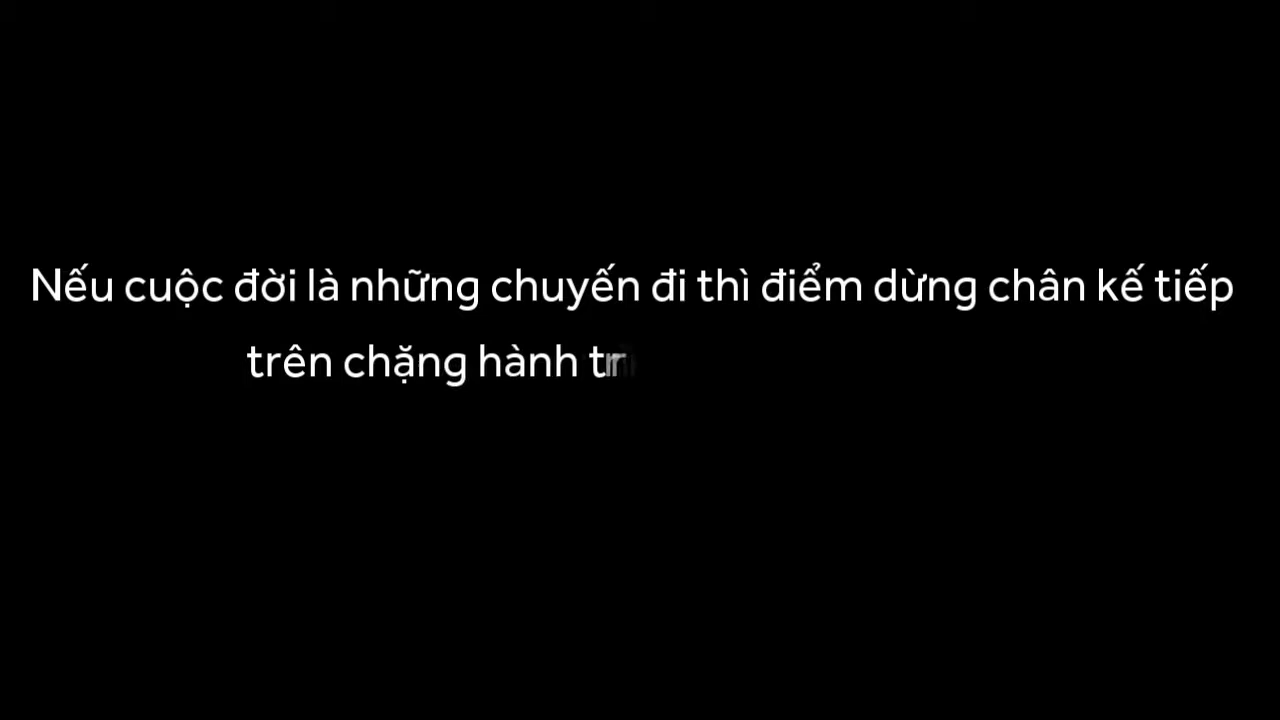 Nếu cuộc đời là những chuyến đi thì điểm dừng chân kế tiếp
trên chặng hành